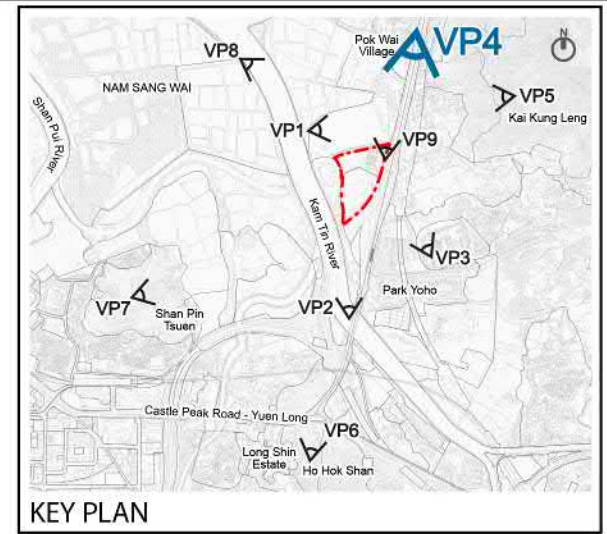 Pok Wai
Village
VP4
N
VP8
NAM SANG WAI
VP5
Kai Kung Leng
Shan Pui River
VP1
VP9
Kam Tin River
VP3
Park Yoho
VP7
Shan Pin
Tsuen
VP2
Castle Peak Road - Yuen Long
VP6
Long Shin
Estate
Ho Hok Shan
KEY PLAN